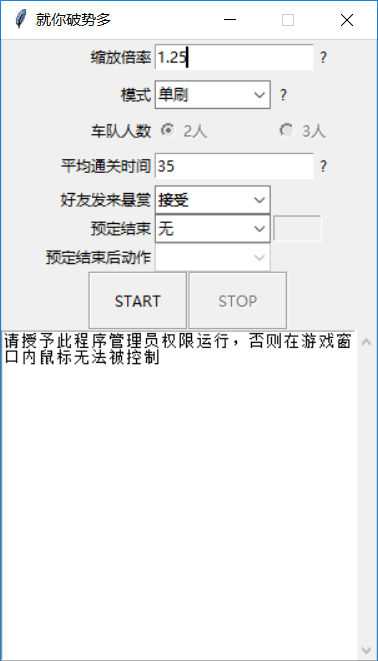 就你破势多
缩放倍率 1.25 ?
模式 单刷 ?
车队人数 2人 3人
平均通关时间 35 ?
好友发来悬赏 接受
预定结束 无
预定结束后动作
START STOP
请授予此程序管理员权限运行，否则在游戏窗
口内鼠标无法被控制